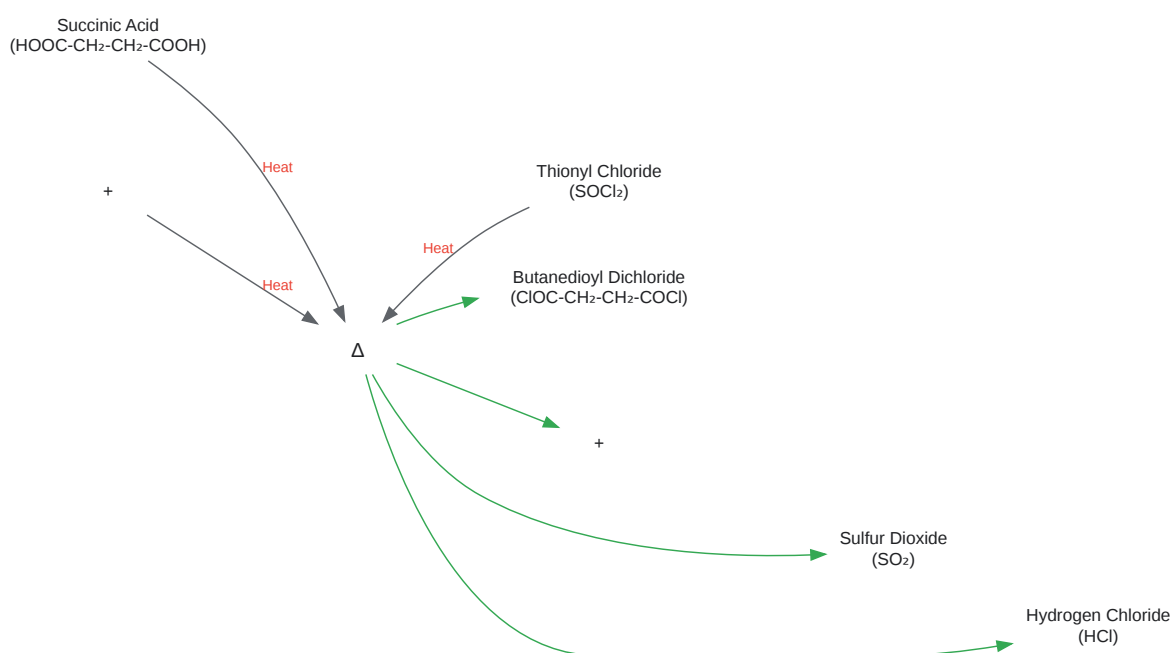 Succinic Acid
(HOOC-CH₂-CH₂-COOH)
Heat
+
Thionyl Chloride
(SOCl₂)
Heat
Heat
Butanedioyl Dichloride
(ClOC-CH₂-CH₂-COCl)
Δ
+
Sulfur Dioxide
(SO₂)
Hydrogen Chloride
(HCl)